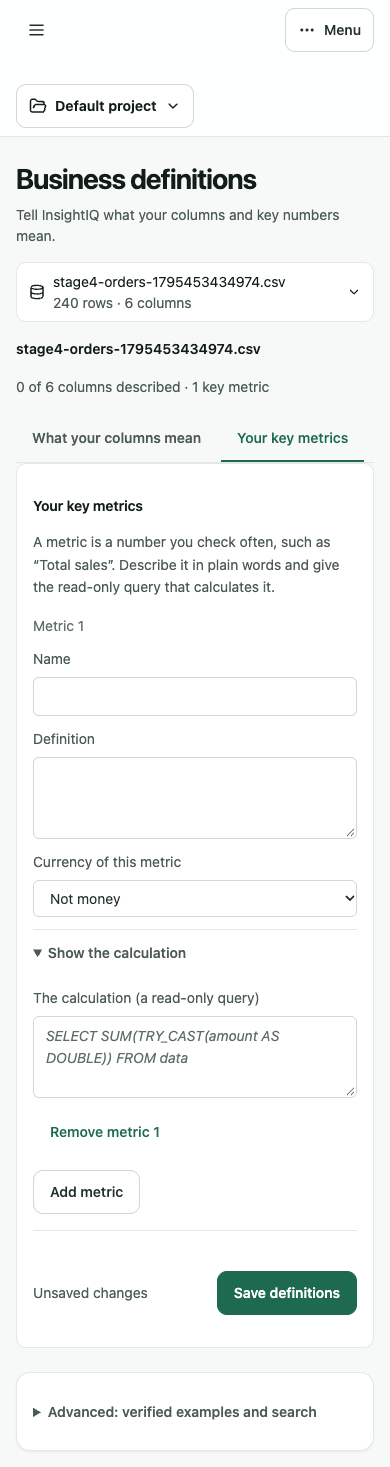 Menu
Default project
Business definitions
Tell InsightIQ what your columns and key numbers
mean.
stage4-orders-1795453434974.csv
240 rows · 6 columns
stage4-orders-1795453434974.csv
0 of 6 columns described · 1 key metric
What your columns mean
Your key metrics
Your key metrics
A metric is a number you check often, such as
“Total sales”. Describe it in plain words and give
the read-only query that calculates it.
Metric 1
Name
Definition
Currency of this metric
Not money
Show the calculation
The calculation (a read-only query)
SELECT SUM(TRY_CAST(amount AS
DOUBLE)) FROM data
Remove metric 1
Add metric
Unsaved changes
Save definitions
Advanced: verified examples and search